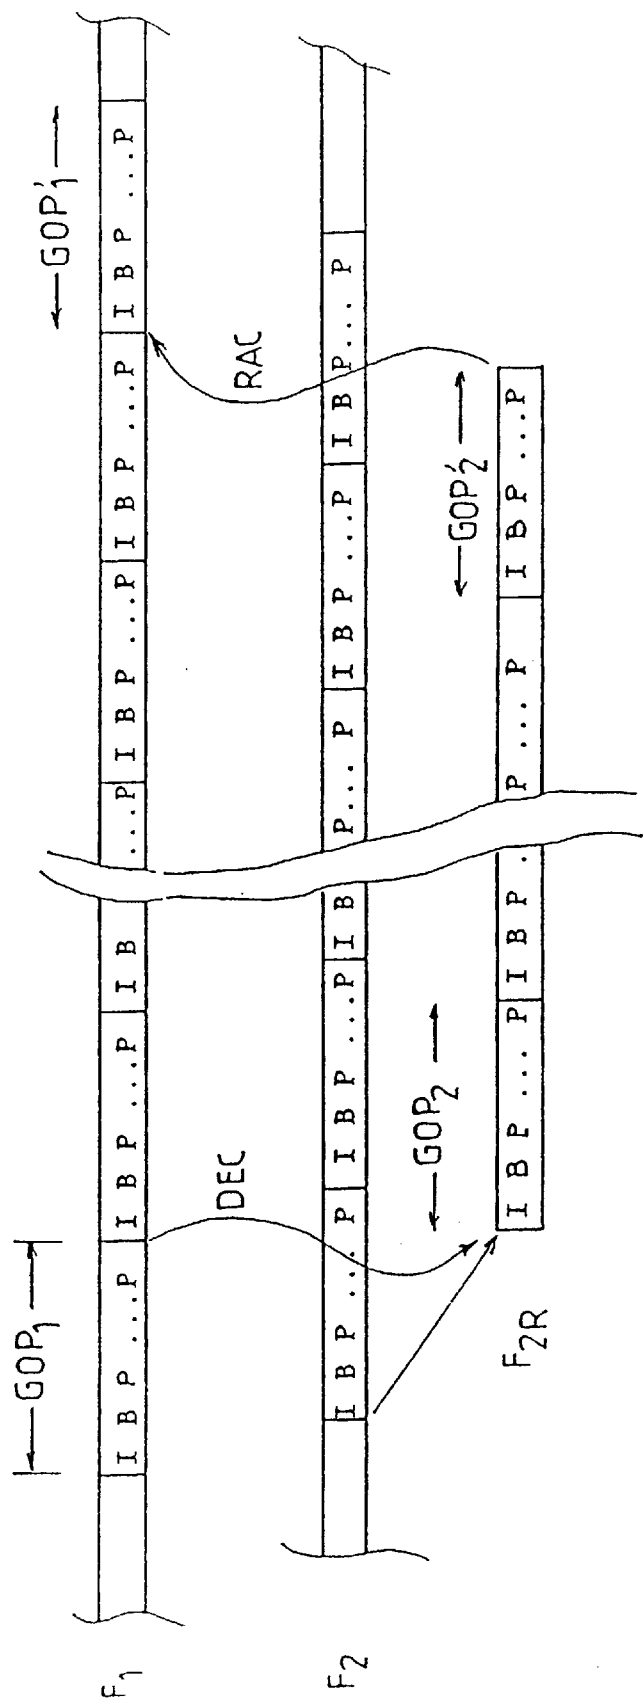 GOP₁ GOP'₁
F₁ I B P ....P I B P ....P I B ....P I B P ....P I B P ....P I B P ....P
DEC RAC
F₂ I B P .... P I B P ....P I B P.... P I B P ....P I B P.... P
GOP₂ GOP'₂
I B P .... P I B P. P .... P I B P ....P
F₂R